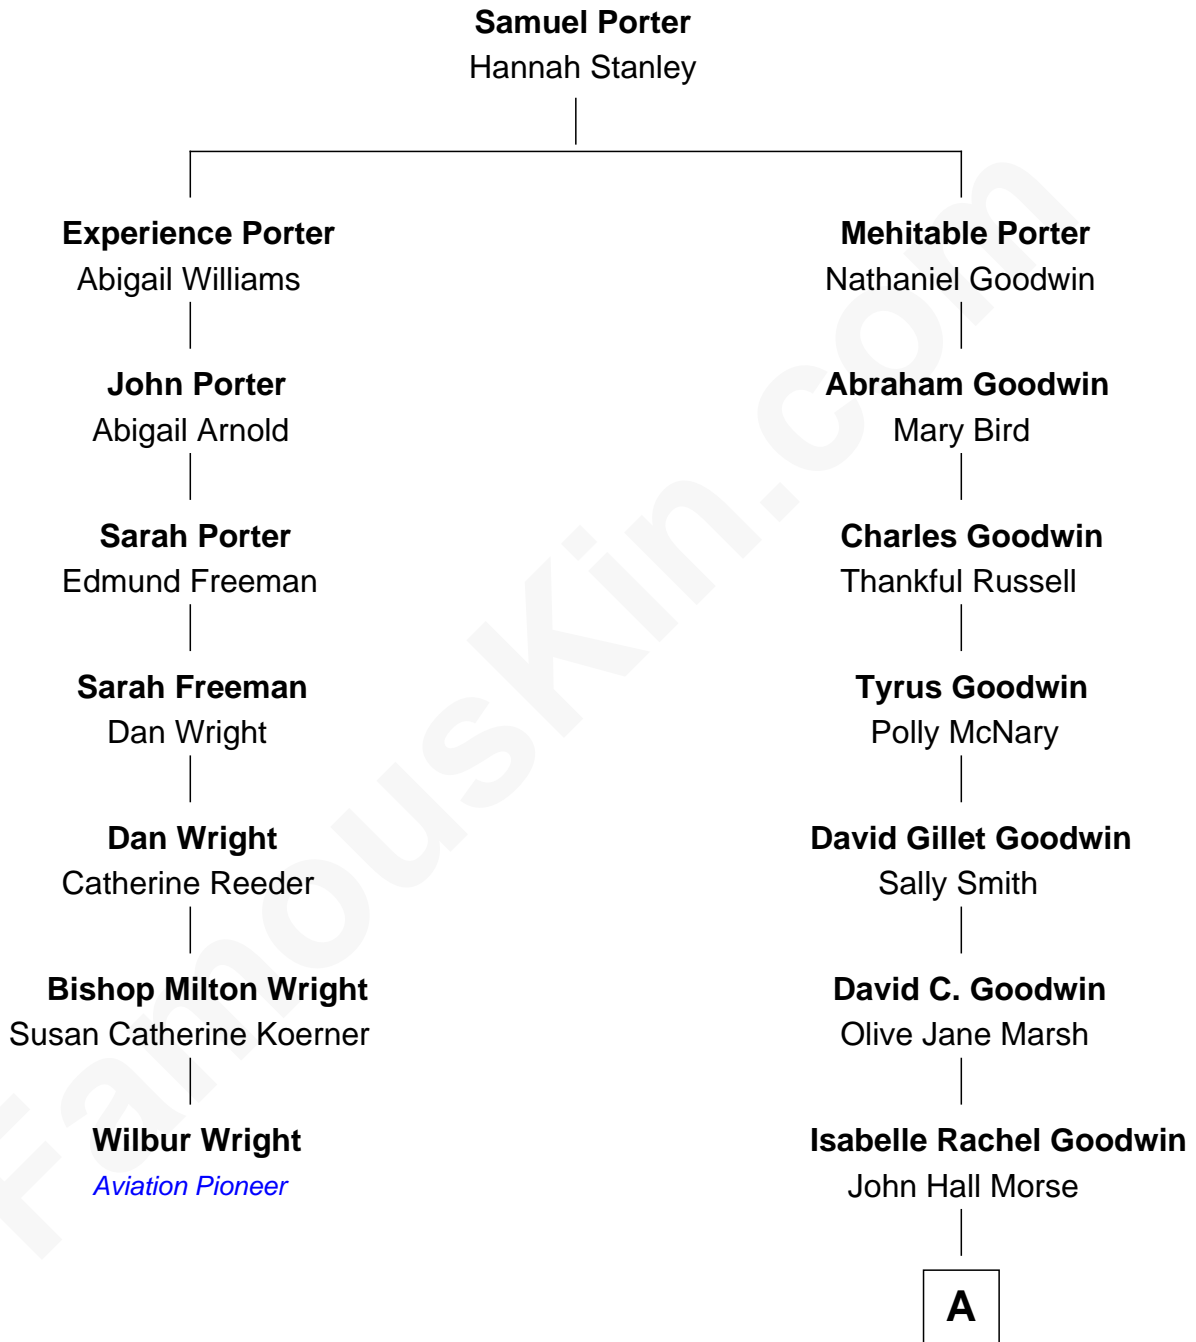 Samuel Porter
Hannah Stanley
Experience Porter
Abigail Williams
John Porter
Abigail Arnold
Sarah Porter
Edmund Freeman
Sarah Freeman
Dan Wright
Dan Wright
Catherine Reeder
Bishop Milton Wright
Susan Catherine Koerner
Wilbur Wright
Aviation Pioneer
Mehitable Porter
Nathaniel Goodwin
Abraham Goodwin
Mary Bird
Charles Goodwin
Thankful Russell
Tyrus Goodwin
Polly McNary
David Gillet Goodwin
Sally Smith
David C. Goodwin
Olive Jane Marsh
Isabelle Rachel Goodwin
John Hall Morse
A
FamousKin.com